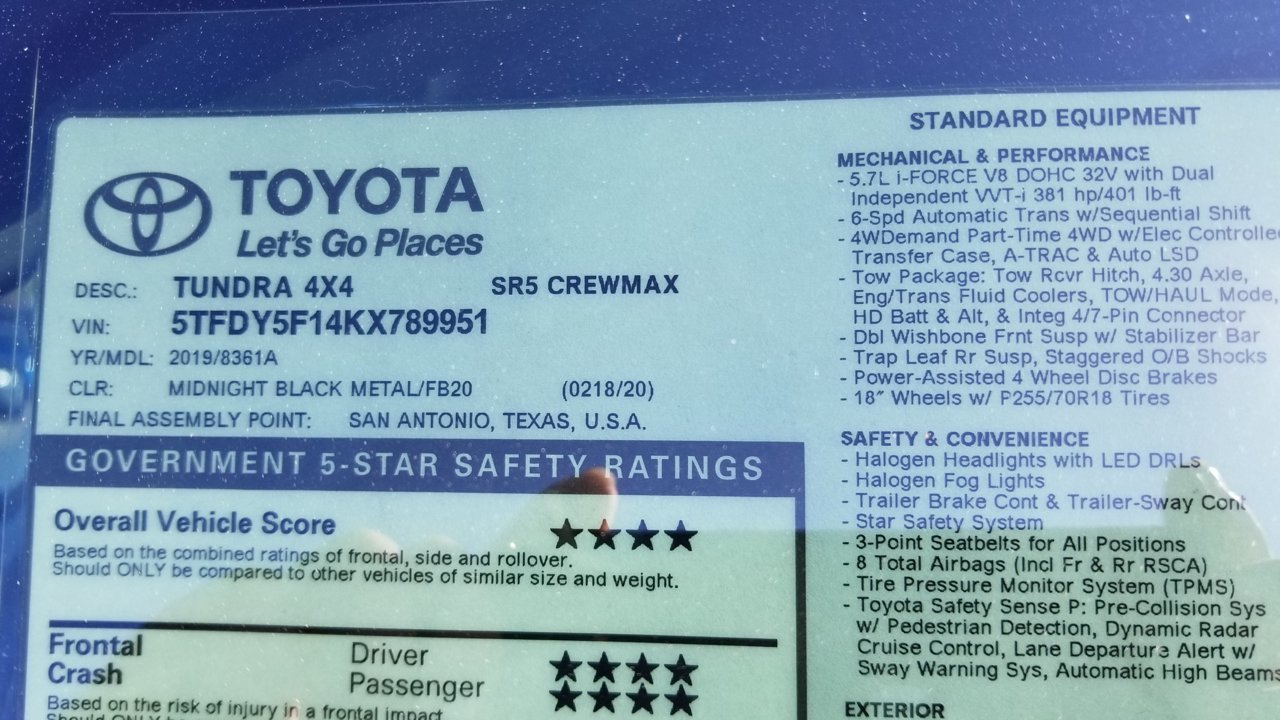 TOYOTA
Let's Go Places
DESC.: TUNDRA 4X4 SR5 CREWMAX
VIN: 5TFDY5F14KX789951
YR/MDL: 2019/8361A
CLR: MIDNIGHT BLACK METAL/FB20 (0218/20)
FINAL ASSEMBLY POINT: SAN ANTONIO, TEXAS, U.S.A.
GOVERNMENT 5-STAR SAFETY RATINGS
Overall Vehicle Score ★★★★
Based on the combined ratings of frontal, side and rollover.
Should ONLY be compared to other vehicles of similar size and weight.
Frontal
Crash
Driver ★★★★
Passenger ★★★★
Based on the risk of injury in a frontal impact.
Should ONLY
STANDARD EQUIPMENT
MECHANICAL & PERFORMANCE
- 5.7L i-FORCE V8 DOHC 32V with Dual
Independent VVT-i 381 hp/401 lb-ft
- 6-Spd Automatic Trans w/Sequential Shift
- 4WDemand Part-Time 4WD w/Elec Controlle
Transfer Case, A-TRAC & Auto LSD
- Tow Package: Tow Rcvr Hitch, 4.30 Axle,
Eng/Trans Fluid Coolers, TOW/HAUL Mode,
HD Batt & Alt, & Integ 4/7-Pin Connector
- Dbl Wishbone Frnt Susp w/ Stabilizer Bar
- Trap Leaf Rr Susp, Staggered O/B Shocks
- Power-Assisted 4 Wheel Disc Brakes
- 18″ Wheels w/ P255/70R18 Tires
SAFETY & CONVENIENCE
- Halogen Headlights with LED DRLs
- Halogen Fog Lights
- Trailer Brake Cont & Trailer-Sway Cont
- Star Safety System
- 3-Point Seatbelts for All Positions
- 8 Total Airbags (Incl Fr & Rr RSCA)
- Tire Pressure Monitor System (TPMS)
- Toyota Safety Sense P: Pre-Collision Sys
w/ Pedestrian Detection, Dynamic Radar
Cruise Control, Lane Departure Alert w/
Sway Warning Sys, Automatic High Beams
EXTERIOR